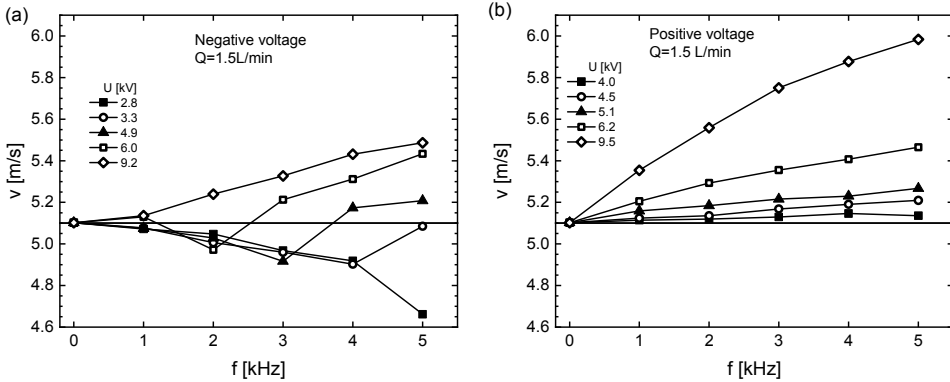 (a)
Negative voltage
Q=1.5L/min
U [kV]
2.8
3.3
4.9
6.0
9.2
6.0
5.8
5.6
5.4
5.2
5.0
4.8
4.6
v [m/s]
0 1 2 3 4 5
f [kHz]
(b)
Positive voltage
Q=1.5 L/min
U [kV]
4.0
4.5
5.1
6.2
9.5
6.0
5.8
5.6
5.4
5.2
5.0
4.8
4.6
v [m/s]
0 1 2 3 4 5
f [kHz]